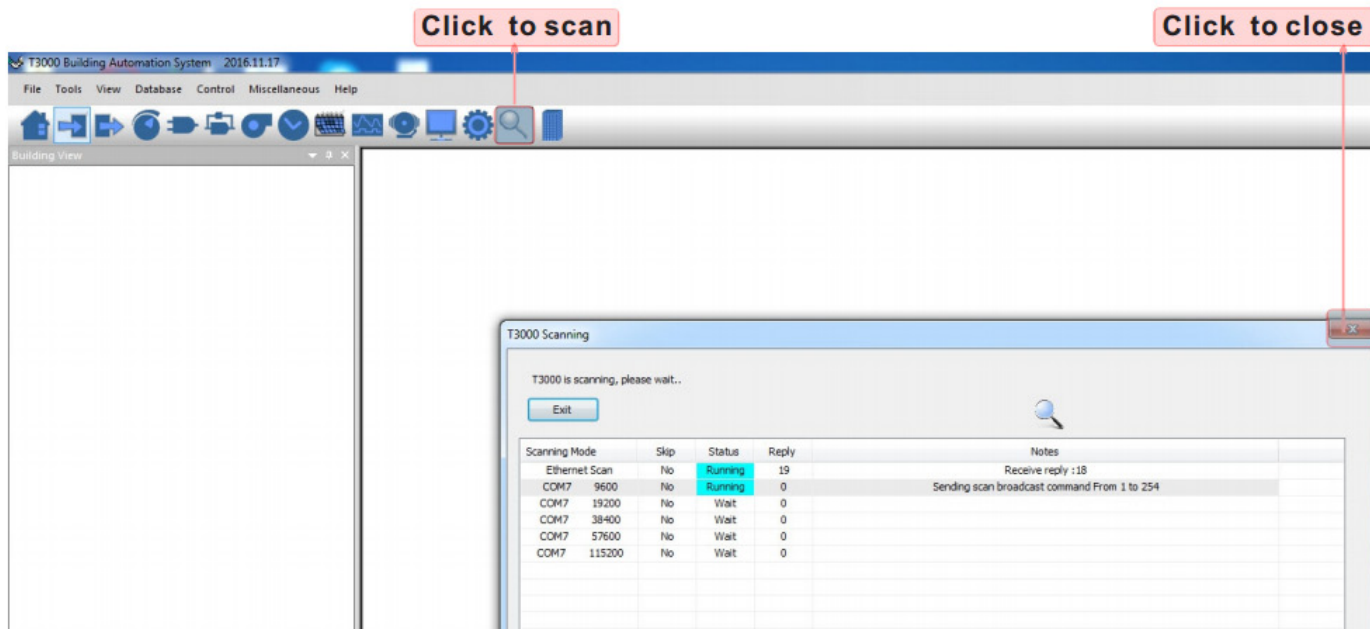 Click to scan
Click to close
T3000 Building Automation System 2016.11.17
File Tools View Database Control Miscellaneous Help
Building View
T3000 Scanning
T3000 is scanning, please wait..
Exit
Scanning Mode Skip Status Reply Notes
Ethernet Scan No Running 19 Receive reply :18
COM7 9600 No Running 0 Sending scan broadcast command From 1 to 254
COM7 19200 No Wait 0
COM7 38400 No Wait 0
COM7 57600 No Wait 0
COM7 115200 No Wait 0